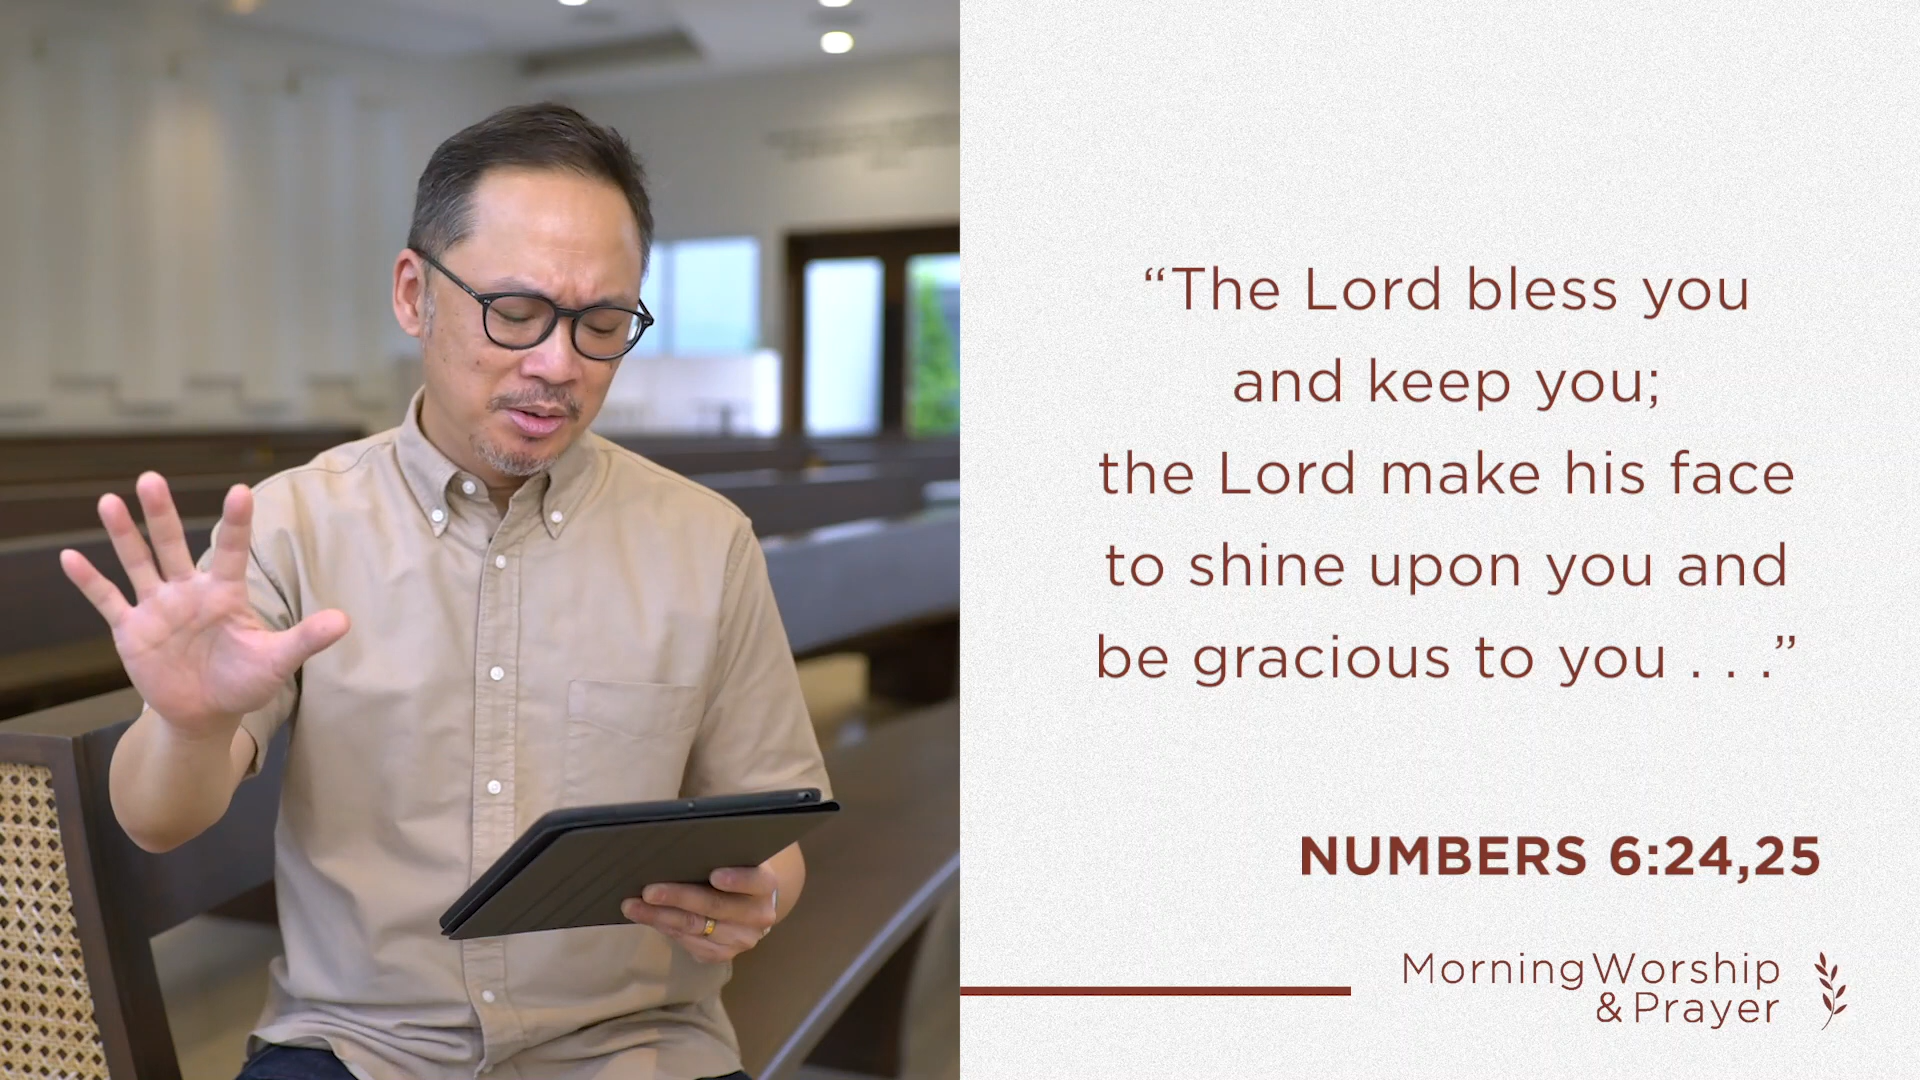 “The Lord bless you
and keep you;
the Lord make his face
to shine upon you and
be gracious to you . . .”
NUMBERS 6:24,25
Morning Worship
& Prayer